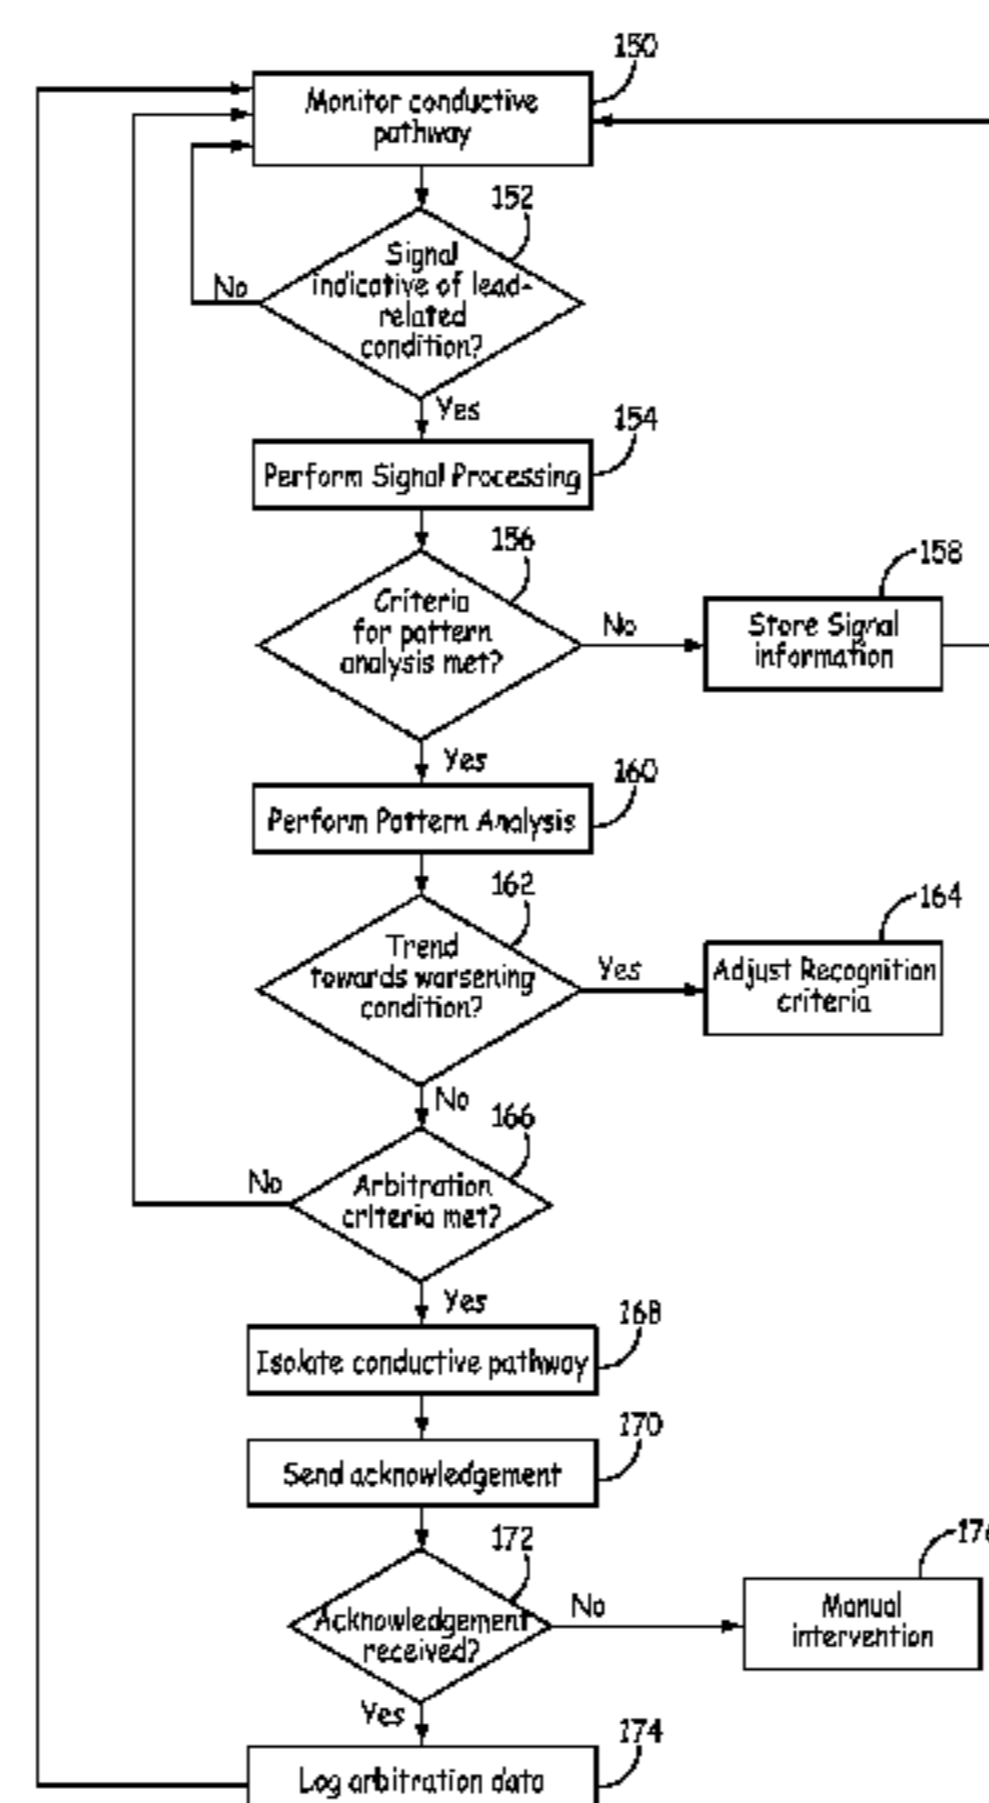 150
Monitor conductive
pathway
152
Signal
indicative of lead-
related
condition?
No
Yes
154
Perform Signal Processing
156
Criteria
for pattern
analysis met?
No
158
Store Signal
information
Yes
160
Perform Pattern Analysis
162
Trend
towards worsening
condition?
Yes
164
Adjust Recognition
criteria
No
166
Arbitration
criteria met?
No
Yes
168
Isolate conductive pathway
170
Send acknowledgement
172
Acknowledgement
received?
No
176
Manual
intervention
Yes
174
Log arbitration data